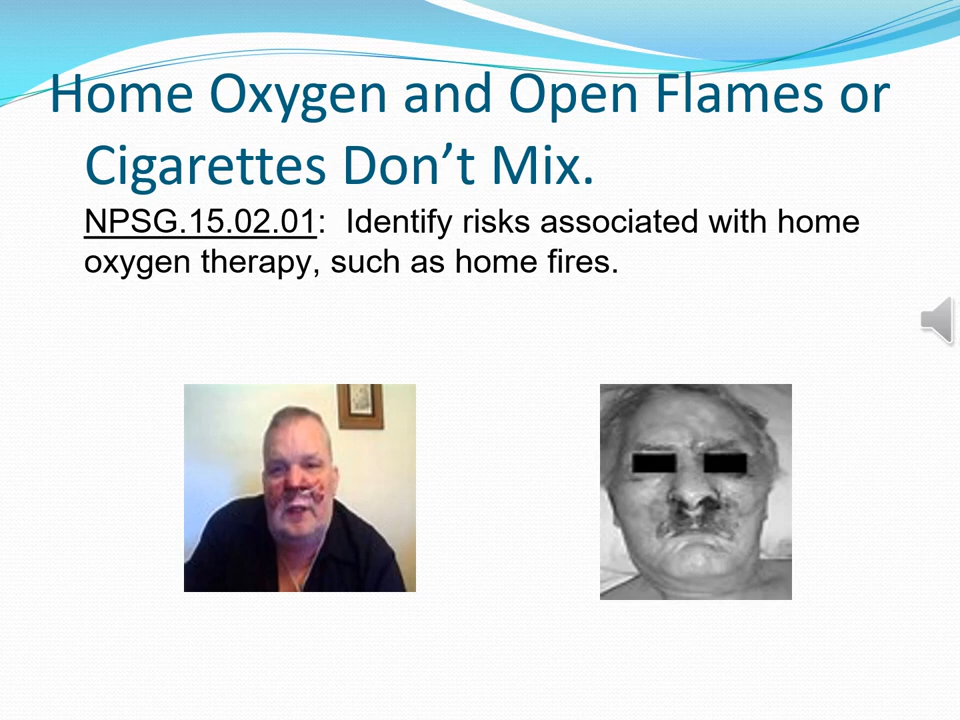 Home Oxygen and Open Flames or
Cigarettes Don’t Mix.
NPSG.15.02.01:  Identify risks associated with home
oxygen therapy, such as home fires.